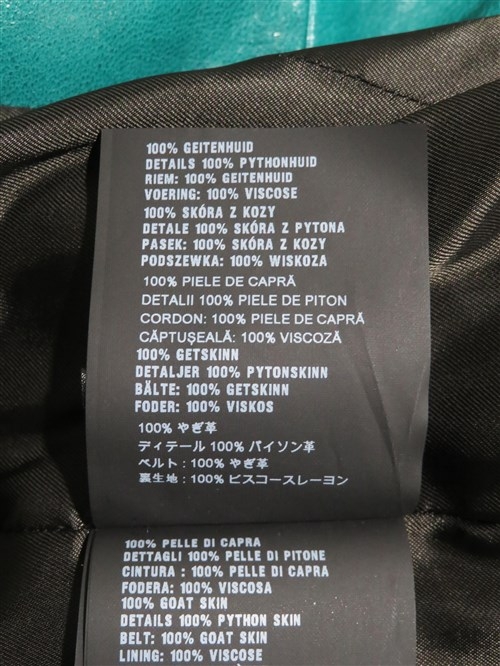 100% GEITENHUID
DETAILS 100% PYTHONHUID
RIEM: 100% GEITENHUID
VOERING: 100% VISCOSE
100% SKÓRA Z KOZY
DETALE 100% SKÓRA Z PYTONA
PASEK: 100% SKÓRA Z KOZY
PODSZEWKA: 100% WISKOZA
100% PIELE DE CAPRĂ
DETALII 100% PIELE DE PITON
CORDON: 100% PIELE DE CAPRĂ
CĂPTUȘEALĂ: 100% VISCOZĂ
100% GETSKINN
DETALJER 100% PYTONSKINN
BÄLTE: 100% GETSKINN
FODER: 100% VISKOS
100% やぎ革
ディテール 100% パイソン革
ベルト : 100% やぎ革
裏生地 : 100% ビスコースレーヨン
100% PELLE DI CAPRA
DETTAGLI 100% PELLE DI PITONE
CINTURA : 100% PELLE DI CAPRA
FODERA: 100% VISCOSA
100% GOAT SKIN
DETAILS 100% PYTHON SKIN
BELT: 100% GOAT SKIN
LINING: 100% VISCOSE